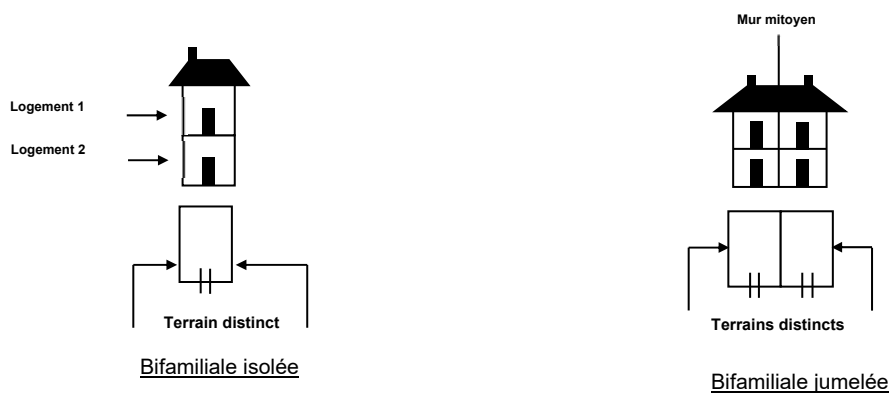 Mur mitoyen
Logement 1
Logement 2
Terrain distinct
Terrains distincts
Bifamiliale isolée
Bifamiliale jumelée